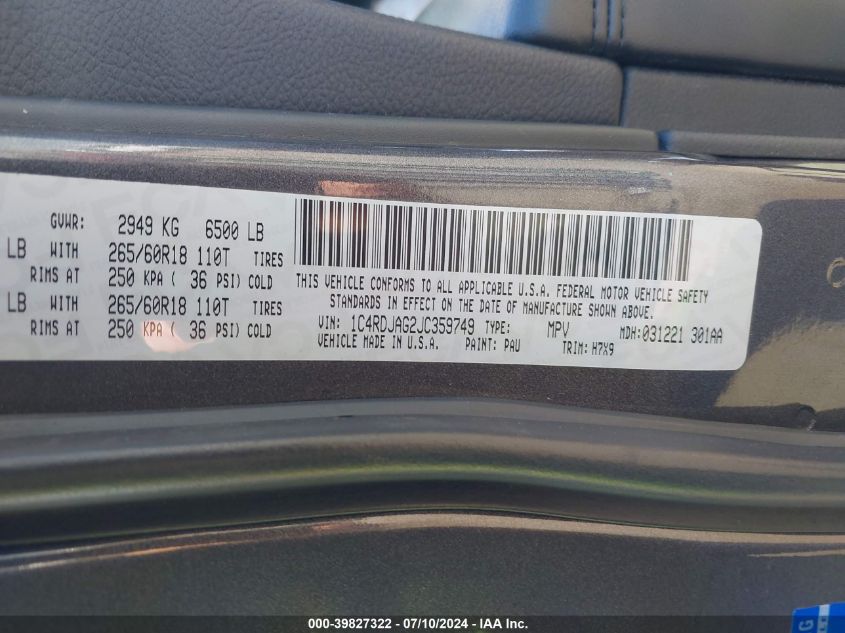 GVWR: 2949 KG 6500 LB
LB WITH 265/60R18 110T TIRES
RIMS AT 250 KPA ( 36 PSI) COLD
LB WITH 265/60R18 110T TIRES
RIMS AT 250 KPA ( 36 PSI) COLD
THIS VEHICLE CONFORMS TO ALL APPLICABLE U.S.A. FEDERAL MOTOR VEHICLE SAFETY
STANDARDS IN EFFECT ON THE DATE OF MANUFACTURE SHOWN ABOVE.
VIN: 1C4RDJAG2JC359749 TYPE: MPV MDH:031221 301AA
VEHICLE MADE IN U.S.A. PAINT: PAU TRIM: H7X9
000-39827322 - 07/10/2024 - IAAI.COM
G